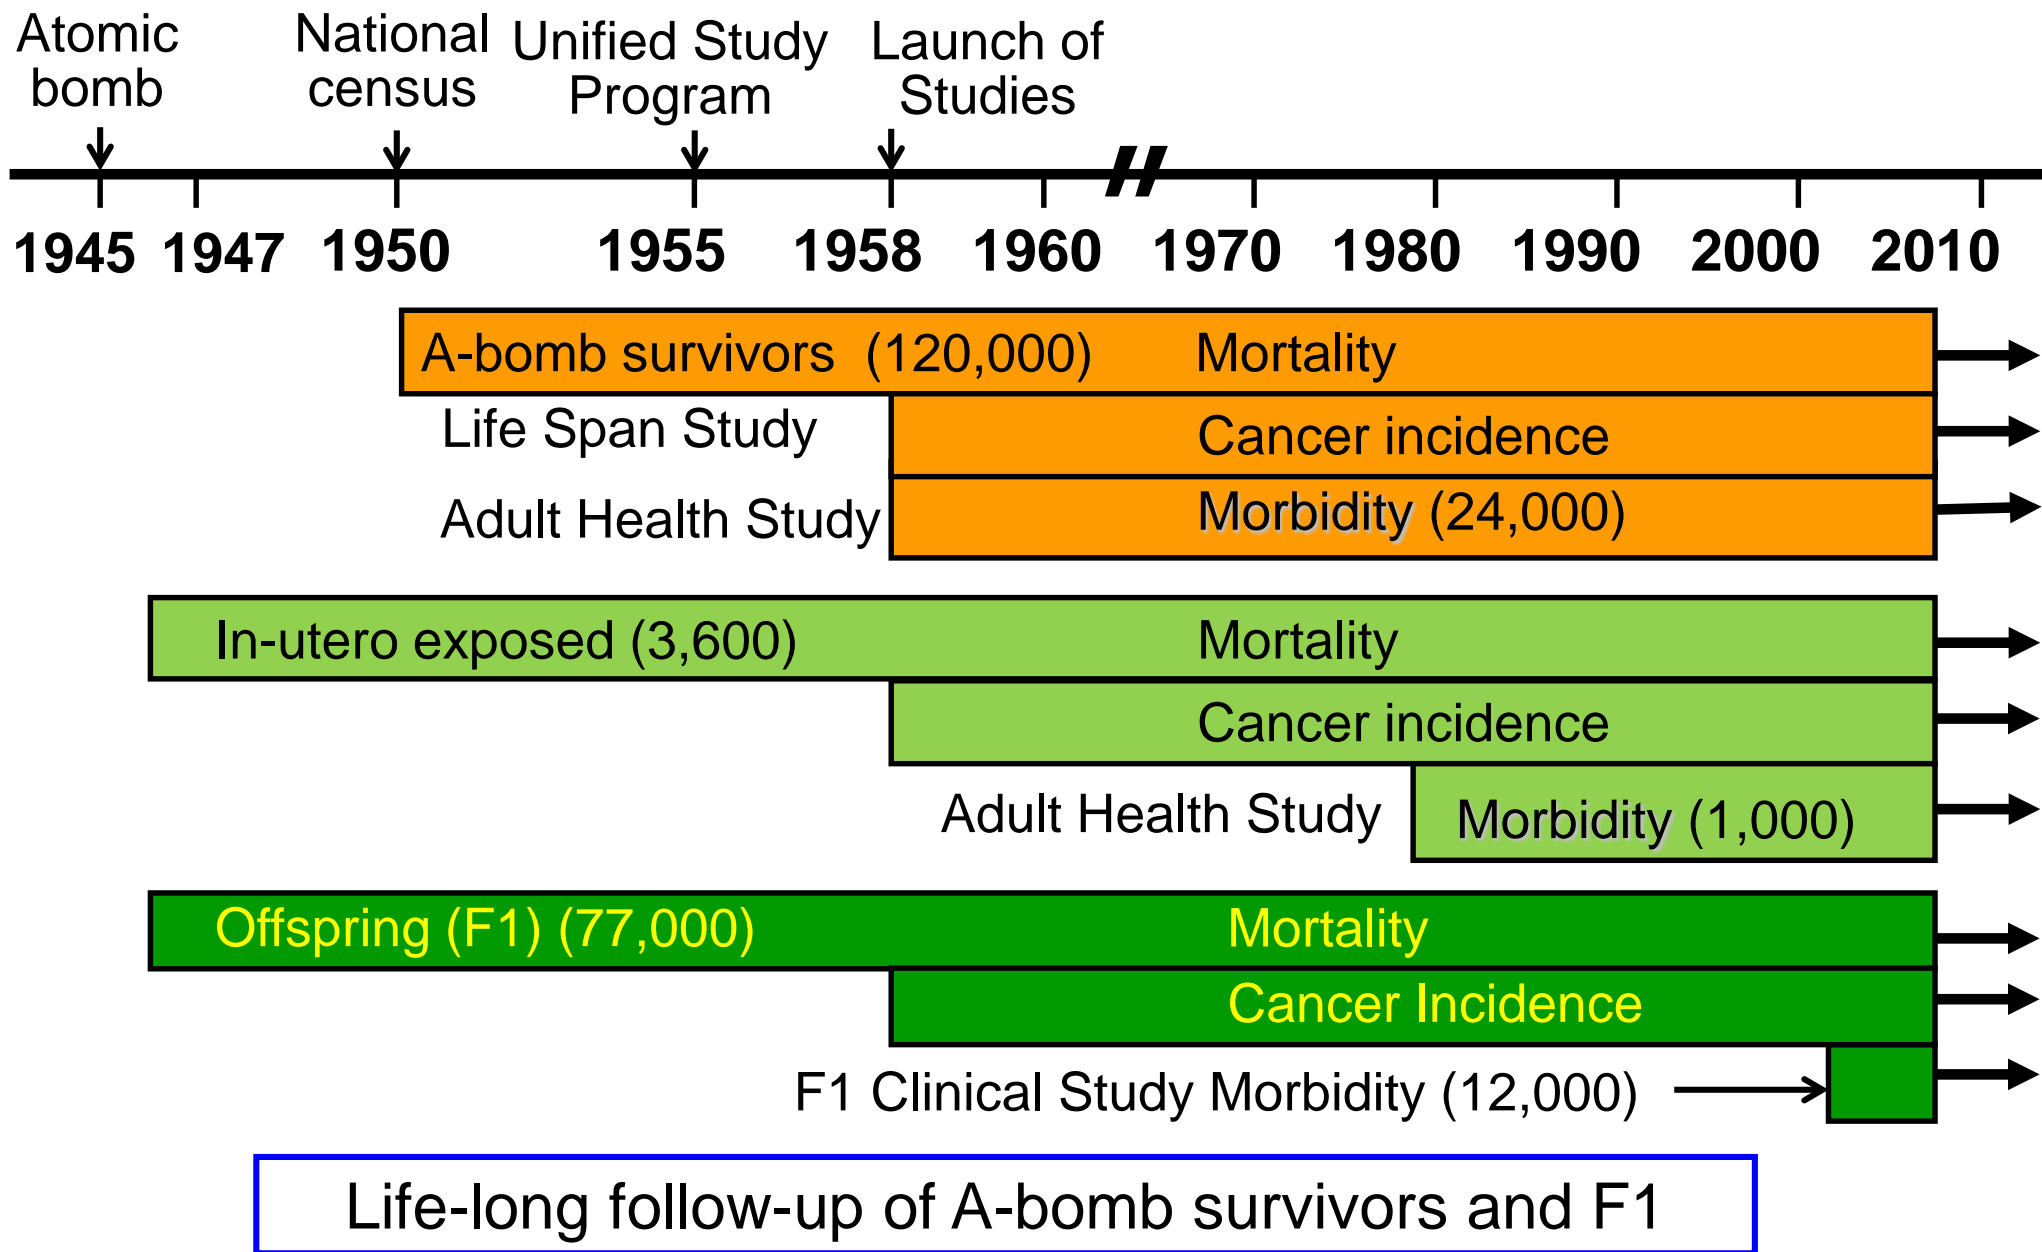 Atomic
bomb
National
census
Unified Study
Program
Launch of
Studies
1945 1947 1950 1955 1958 1960 1970 1980 1990 2000 2010
A-bomb survivors (120,000) Mortality
Life Span Study Cancer incidence
Adult Health Study Morbidity (24,000)
In-utero exposed (3,600) Mortality
Cancer incidence
Adult Health Study Morbidity (1,000)
Offspring (F1) (77,000) Mortality
Cancer Incidence
F1 Clinical Study Morbidity (12,000)
Life-long follow-up of A-bomb survivors and F1